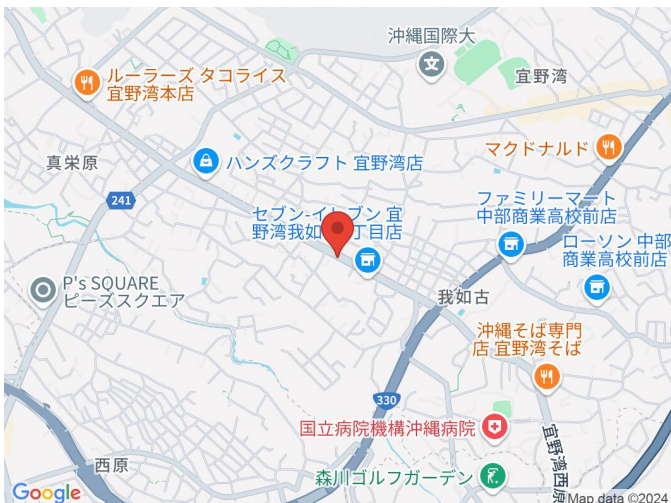 沖縄国際大
宜野湾
ルーラーズ タコライス
宜野湾本店
マクドナルド
真栄原
ハンズクラフト 宜野湾店
241
ファミリーマート
中部商業高校前店
セブン-イレブン 宜
野湾我如 丁目店
ローソン 中部
商業高校前店
P's SQUARE
ピーズスクエア
我如古
沖縄そば専門
店 宜野湾そば
330
国立病院機構沖縄病院
宜野湾西原
西原
森川ゴルフガーデン
Google
Map data ©2024